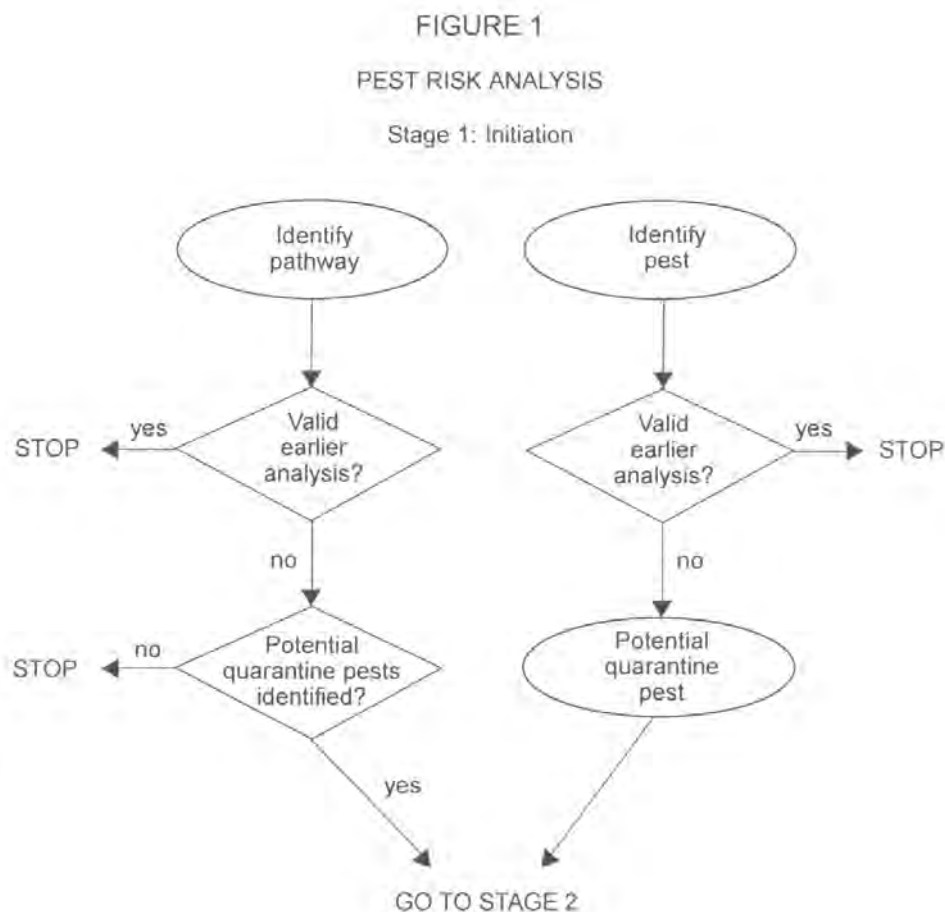 FIGURE 1
PEST RISK ANALYSIS
Stage 1: Initiation
Identify
pathway
Identify
pest
STOP
yes
Valid
earlier
analysis?
Valid
earlier
analysis?
yes
STOP
no
no
STOP
no
Potential
quarantine pests
identified?
Potential
quarantine
pest
yes
GO TO STAGE 2